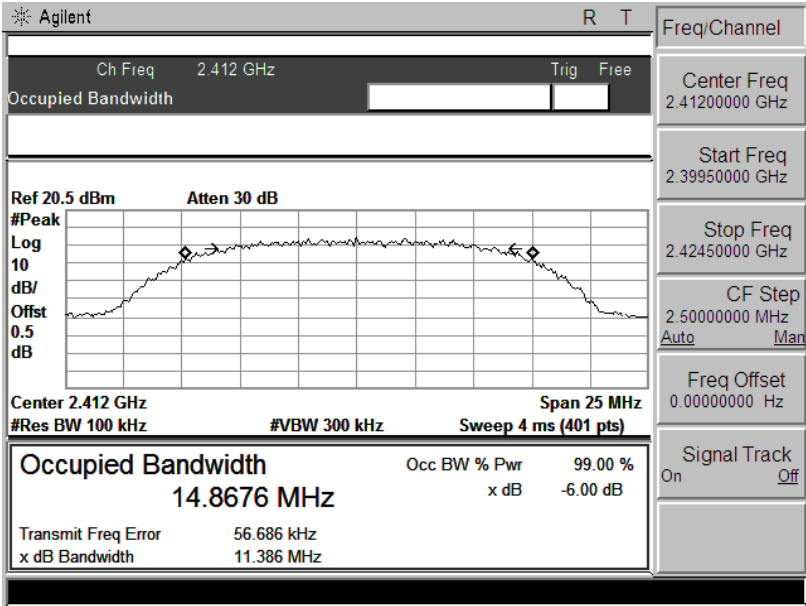 Agilent R T
Freq/Channel
Ch Freq 2.412 GHz Trig Free
Occupied Bandwidth
Center Freq
2.41200000 GHz
Start Freq
2.39950000 GHz
Stop Freq
2.42450000 GHz
CF Step
2.50000000 MHz
Auto Man
Freq Offset
0.00000000 Hz
Signal Track
On Off
Ref 20.5 dBm Atten 30 dB
#Peak
Log
10
dB/
Offst
0.5
dB
Center 2.412 GHz Span 25 MHz
#Res BW 100 kHz #VBW 300 kHz Sweep 4 ms (401 pts)
Occupied Bandwidth Occ BW % Pwr 99.00 %
14.8676 MHz x dB -6.00 dB
Transmit Freq Error 56.686 kHz
x dB Bandwidth 11.386 MHz